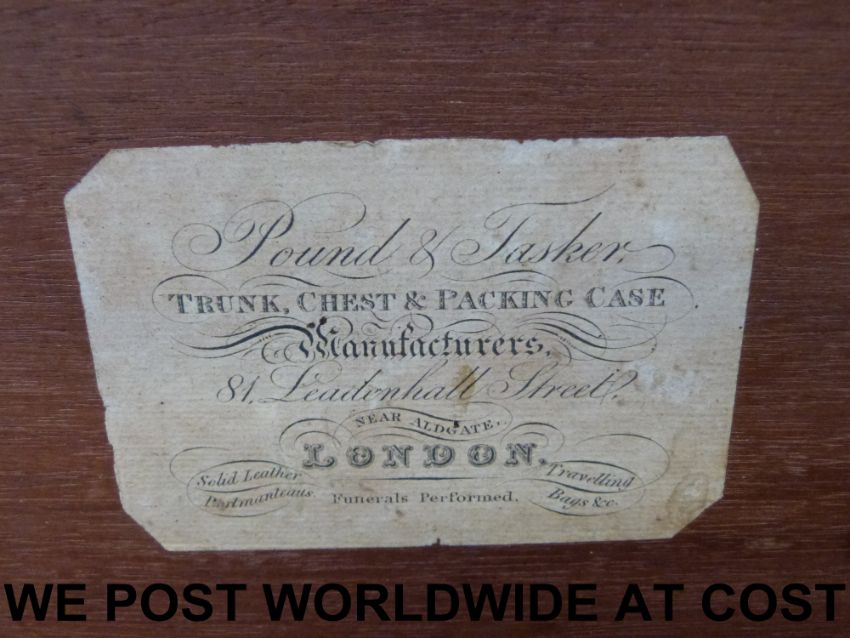 Pound & Tasker,
TRUNK, CHEST & PACKING CASE
Manufacturers,
81, Leadenhall Street,
NEAR ALDGATE,
LONDON,
Solid Leather
Portmanteaus.
Funerals Performed.
Travelling
Bags &c.
WE POST WORLDWIDE AT COST